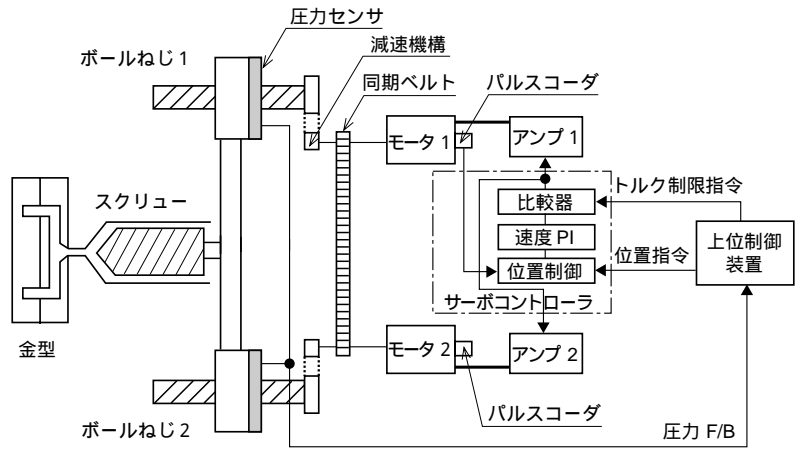 圧力センサ
ボールねじ1
減速機構
同期ベルト
パルスコーダ
モータ1
アンプ1
スクリュー
トルク制限指令
比較器
速度 PI
位置指令
上位制御
装置
位置制御
サーボコントローラ
金型
モータ2
アンプ2
パルスコーダ
ボールねじ2
圧力 F/B